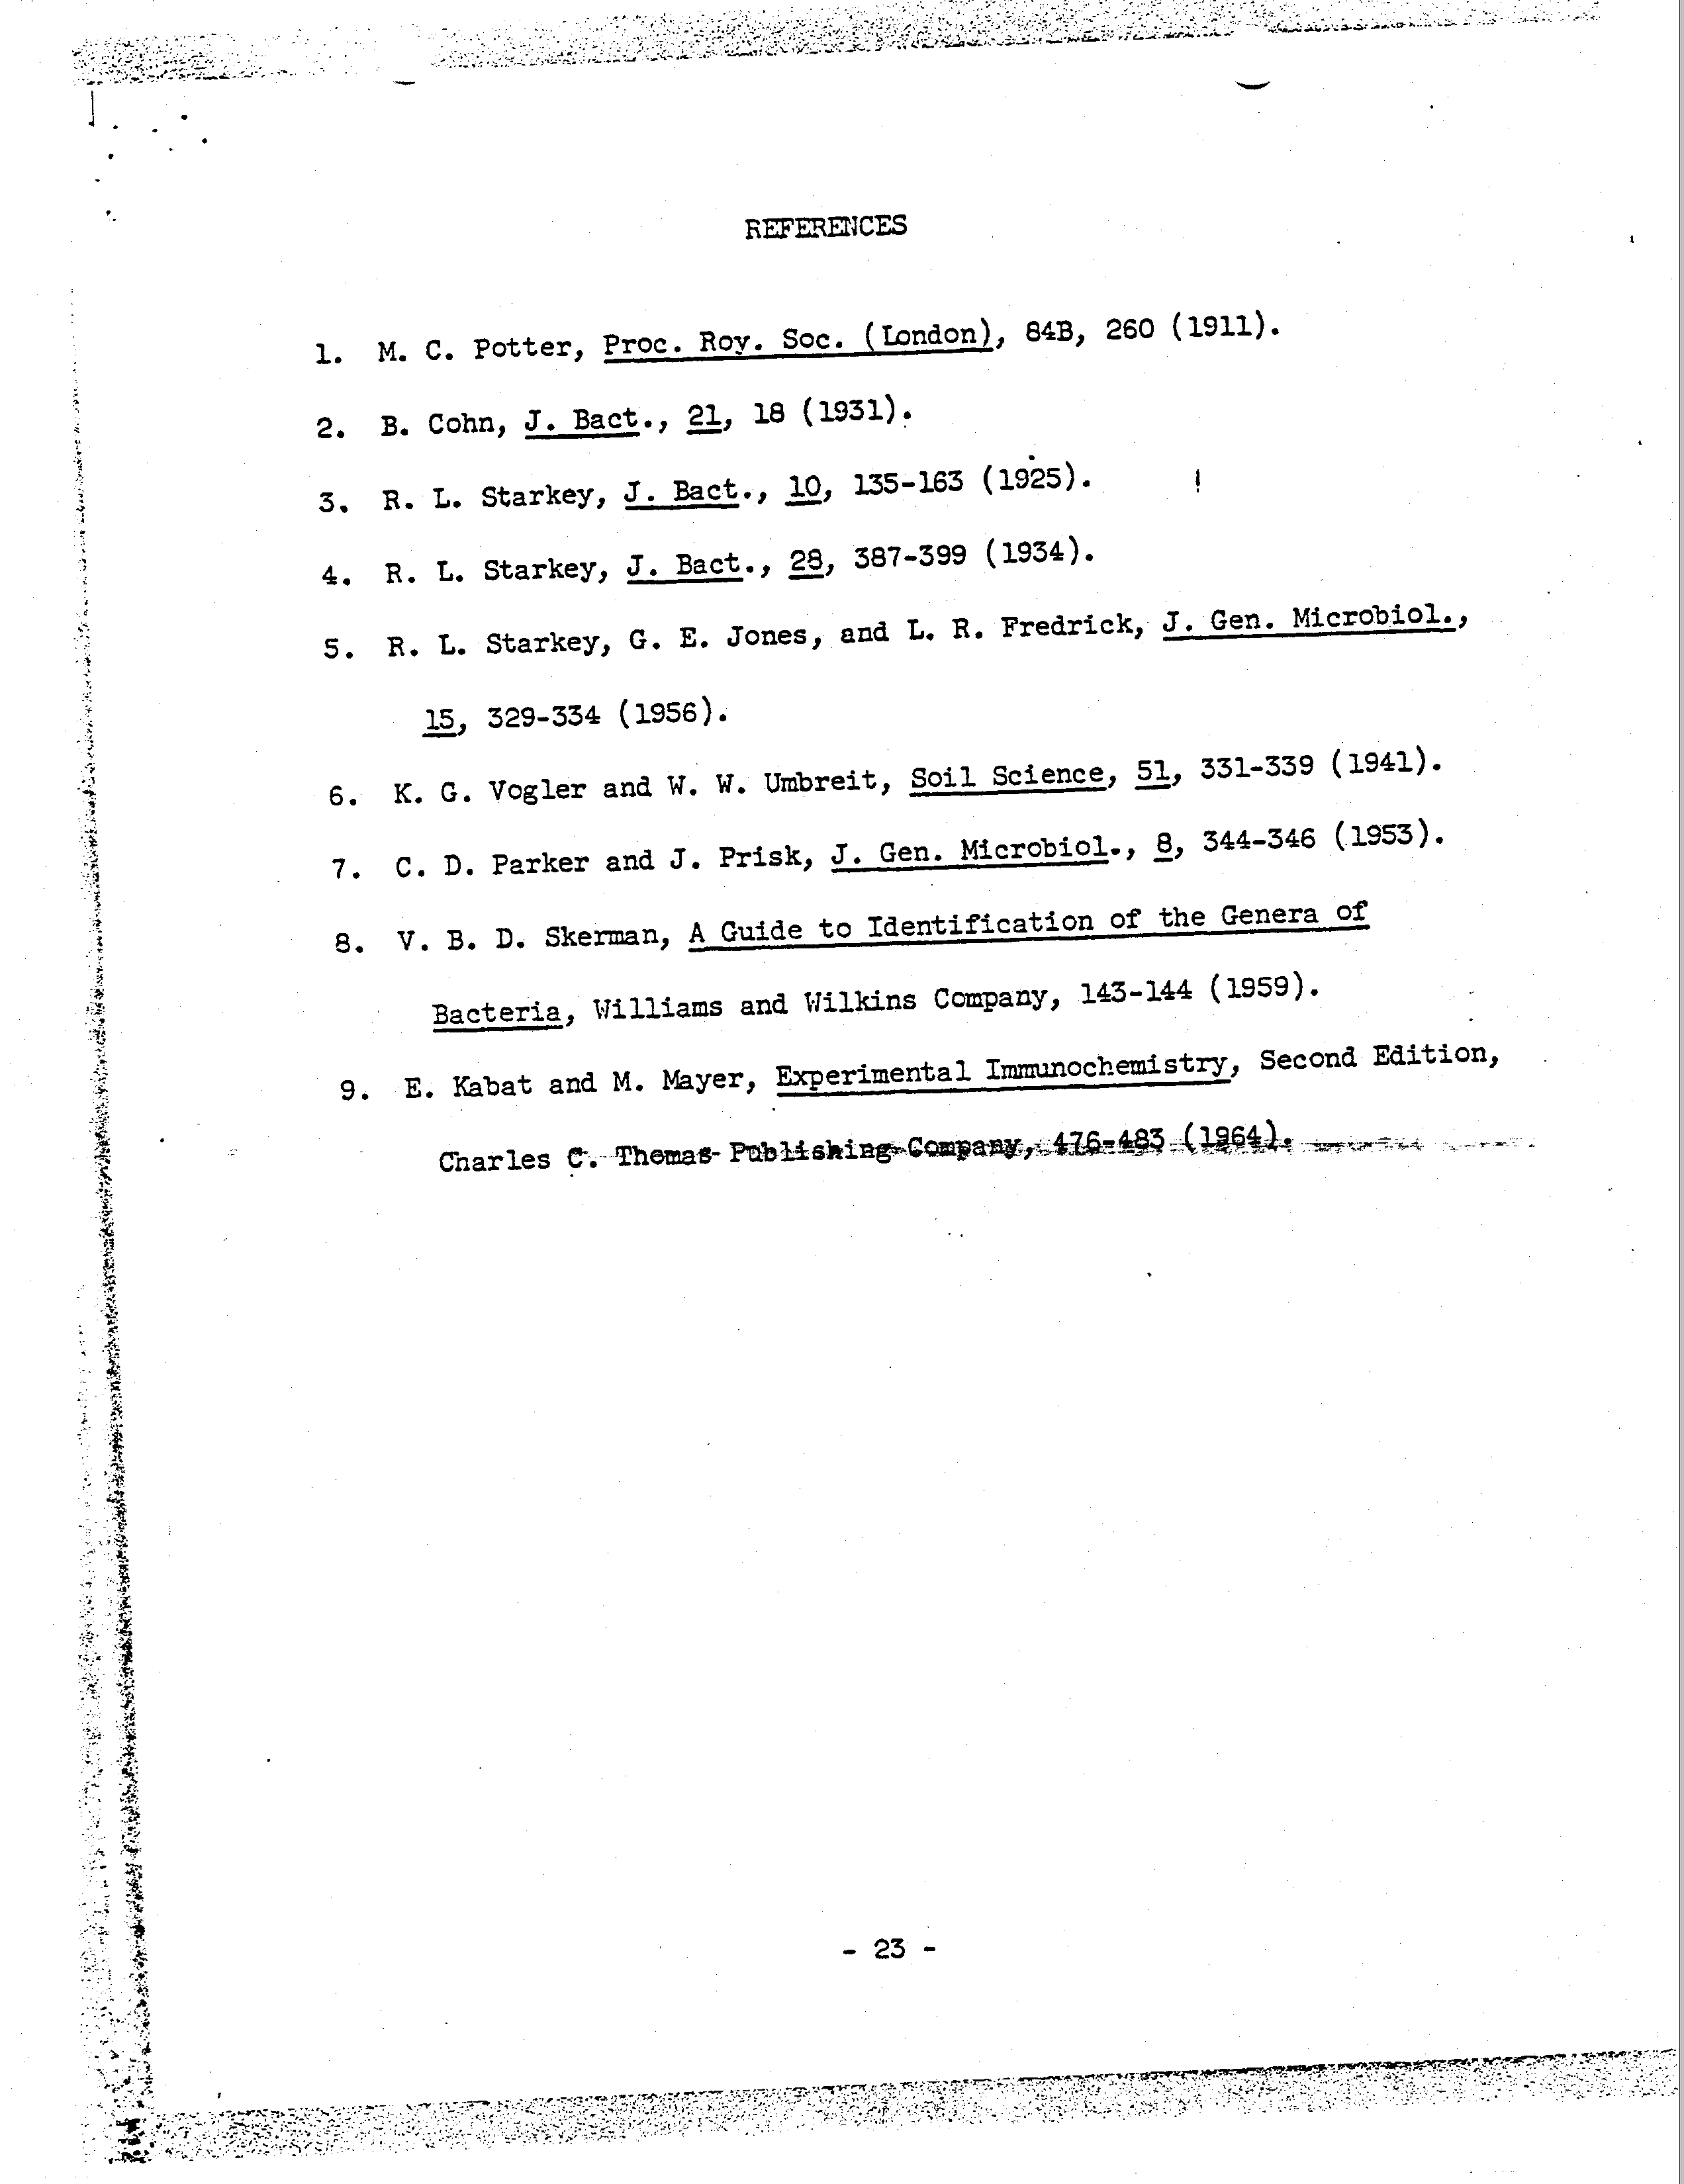 REFERENCES
1. M. C. Potter, Proc. Roy. Soc. (London), 84B, 260 (1911).
2. B. Cohn, J. Bact., 21, 18 (1931).
3. R. L. Starkey, J. Bact., 10, 135-163 (1925).
4. R. L. Starkey, J. Bact., 28, 387-399 (1934).
5. R. L. Starkey, G. E. Jones, and L. R. Fredrick, J. Gen. Microbiol.,
15, 329-334 (1956).
6. K. G. Vogler and W. W. Umbreit, Soil Science, 51, 331-339 (1941).
7. C. D. Parker and J. Prisk, J. Gen. Microbiol., 8, 344-346 (1953).
8. V. B. D. Skerman, A Guide to Identification of the Genera of
Bacteria, Williams and Wilkins Company, 143-144 (1959).
9. E. Kabat and M. Mayer, Experimental Immunochemistry, Second Edition,
Charles C. Thomas Publishing Company, 476-483 (1964).
- 23 -